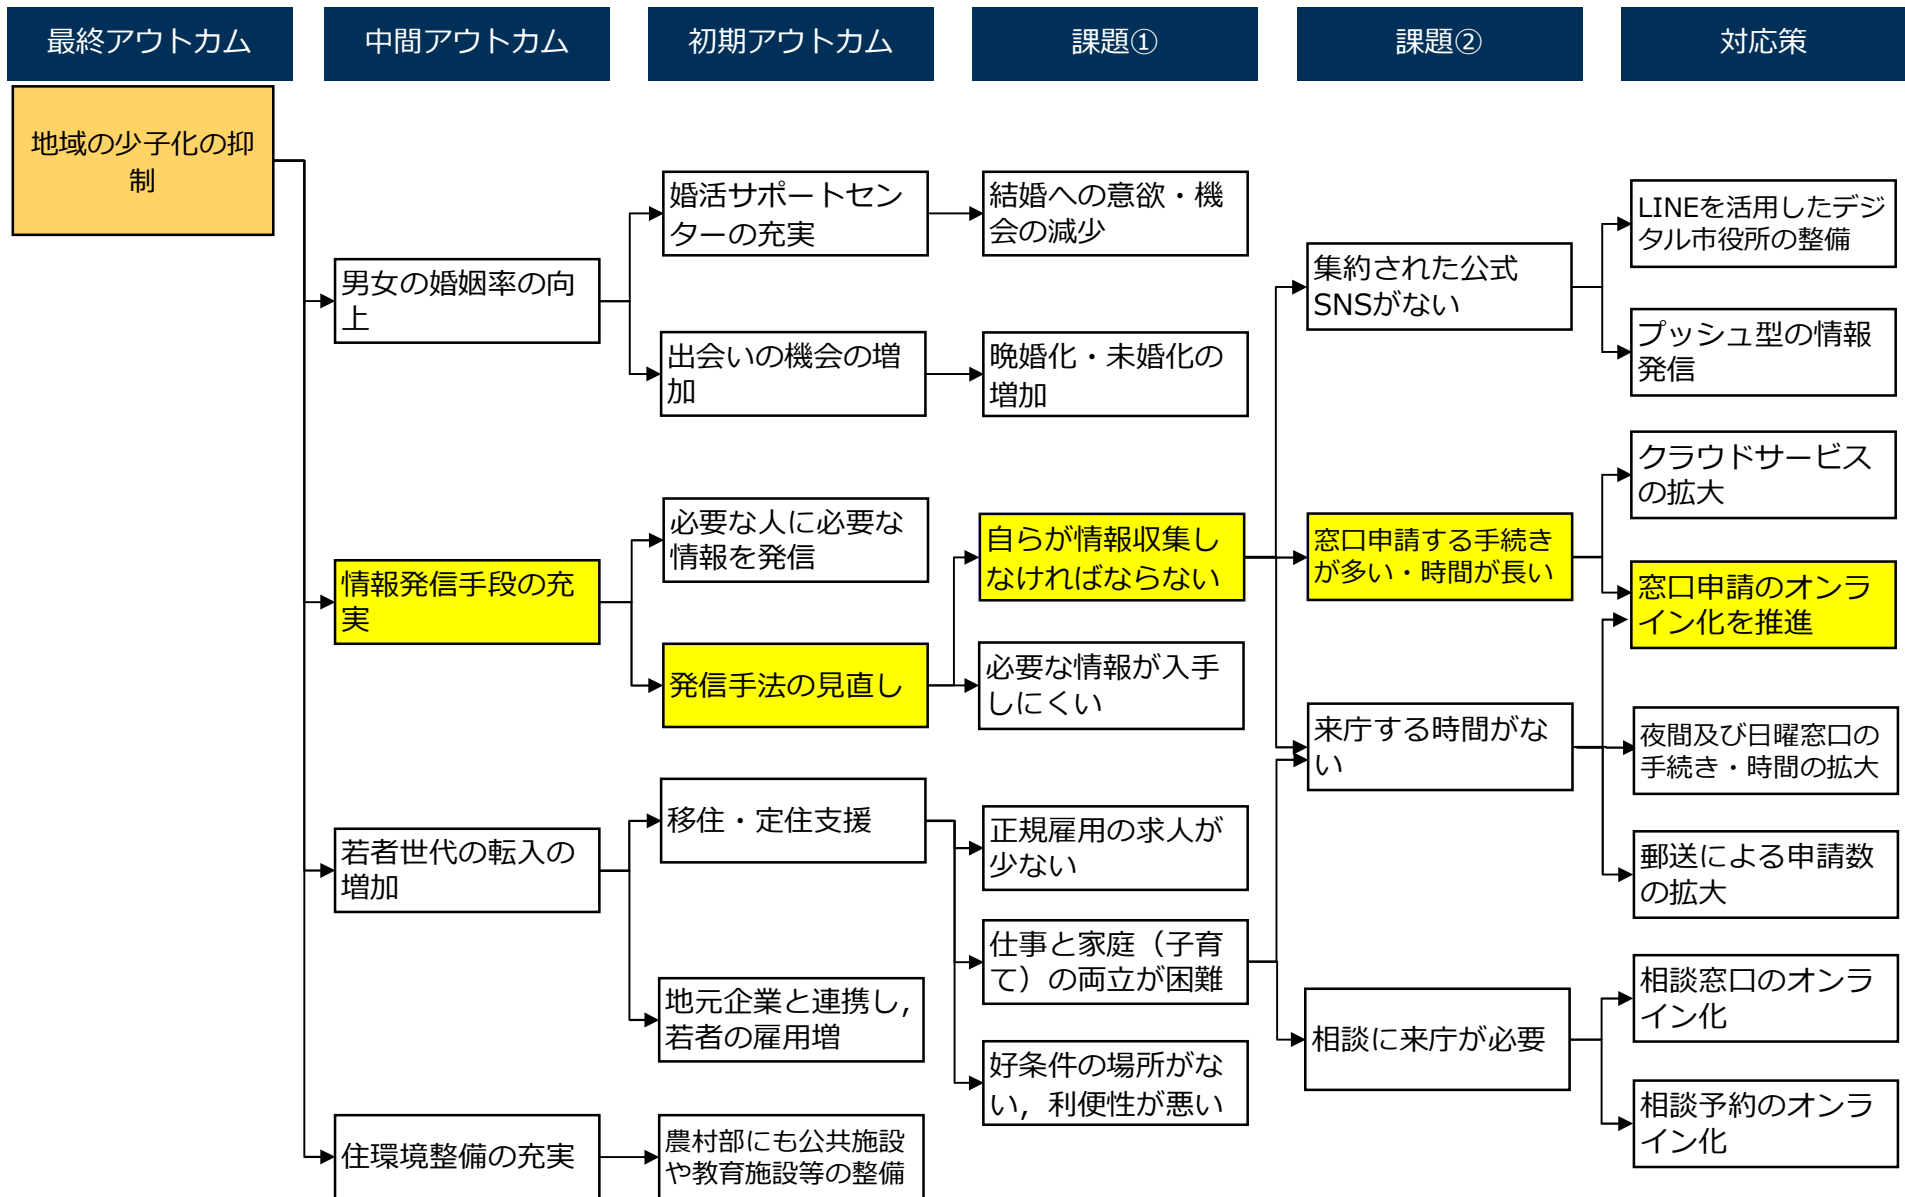 最終アウトカム
中間アウトカム
初期アウトカム
課題①
課題②
対応策
地域の少子化の抑
制
男女の婚姻率の向
上
情報発信手段の充
実
若者世代の転入の
増加
住環境整備の充実
婚活サポートセン
ターの充実
出会いの機会の増
加
必要な人に必要な
情報を発信
発信手法の見直し
移住・定住支援
地元企業と連携し,
若者の雇用増
農村部にも公共施設
や教育施設等の整備
結婚への意欲・機
会の減少
晩婚化・未婚化の
増加
自らが情報収集し
なければならない
必要な情報が入手
しにくい
正規雇用の求人が
少ない
仕事と家庭（子育
て）の両立が困難
好条件の場所がな
い，利便性が悪い
集約された公式
SNSがない
窓口申請する手続き
が多い・時間が長い
来庁する時間がな
い
相談に来庁が必要
LINEを活用したデジ
タル市役所の整備
プッシュ型の情報
発信
クラウドサービス
の拡大
窓口申請のオンラ
イン化を推進
夜間及び日曜窓口の
手続き・時間の拡大
郵送による申請数
の拡大
相談窓口のオンラ
イン化
相談予約のオンラ
イン化